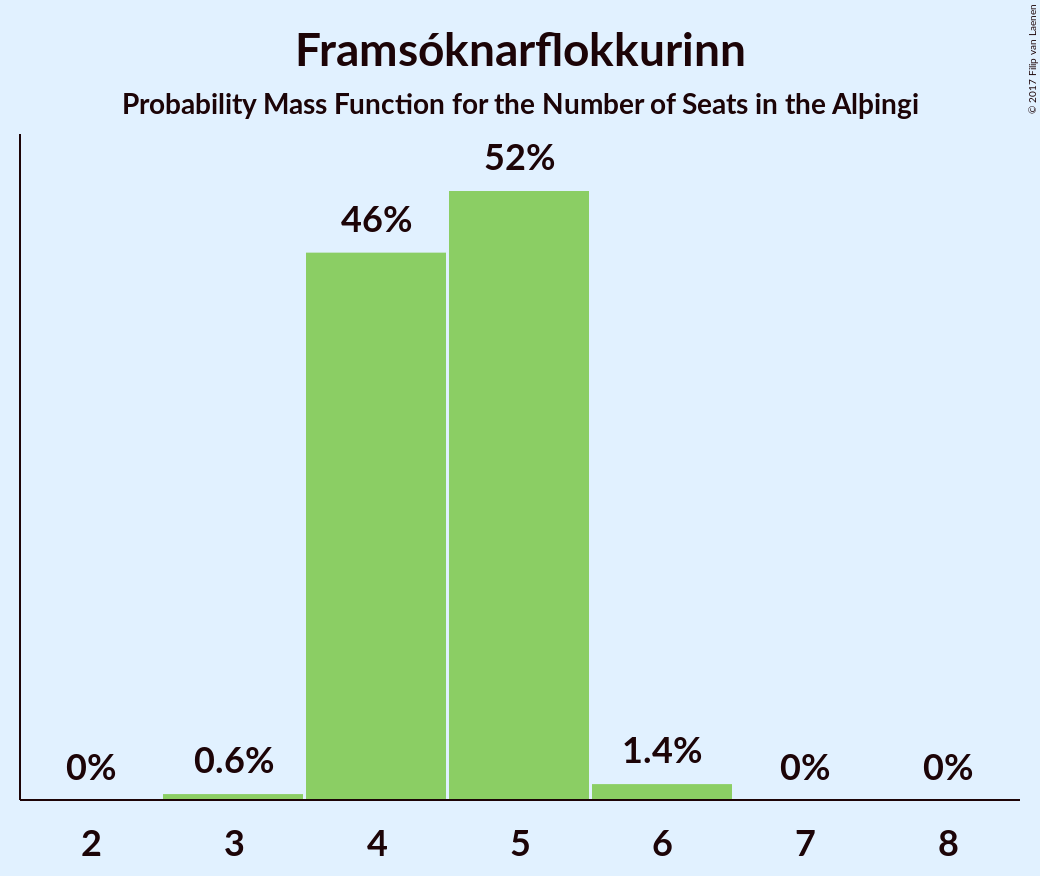 Framsóknarflokkurinn
Probability Mass Function for the Number of Seats in the Alþingi
© 2017 Filip van Laenen
52%
46%
1.4%
0.6%
0%
0%
0%
2 3 4 5 6 7 8